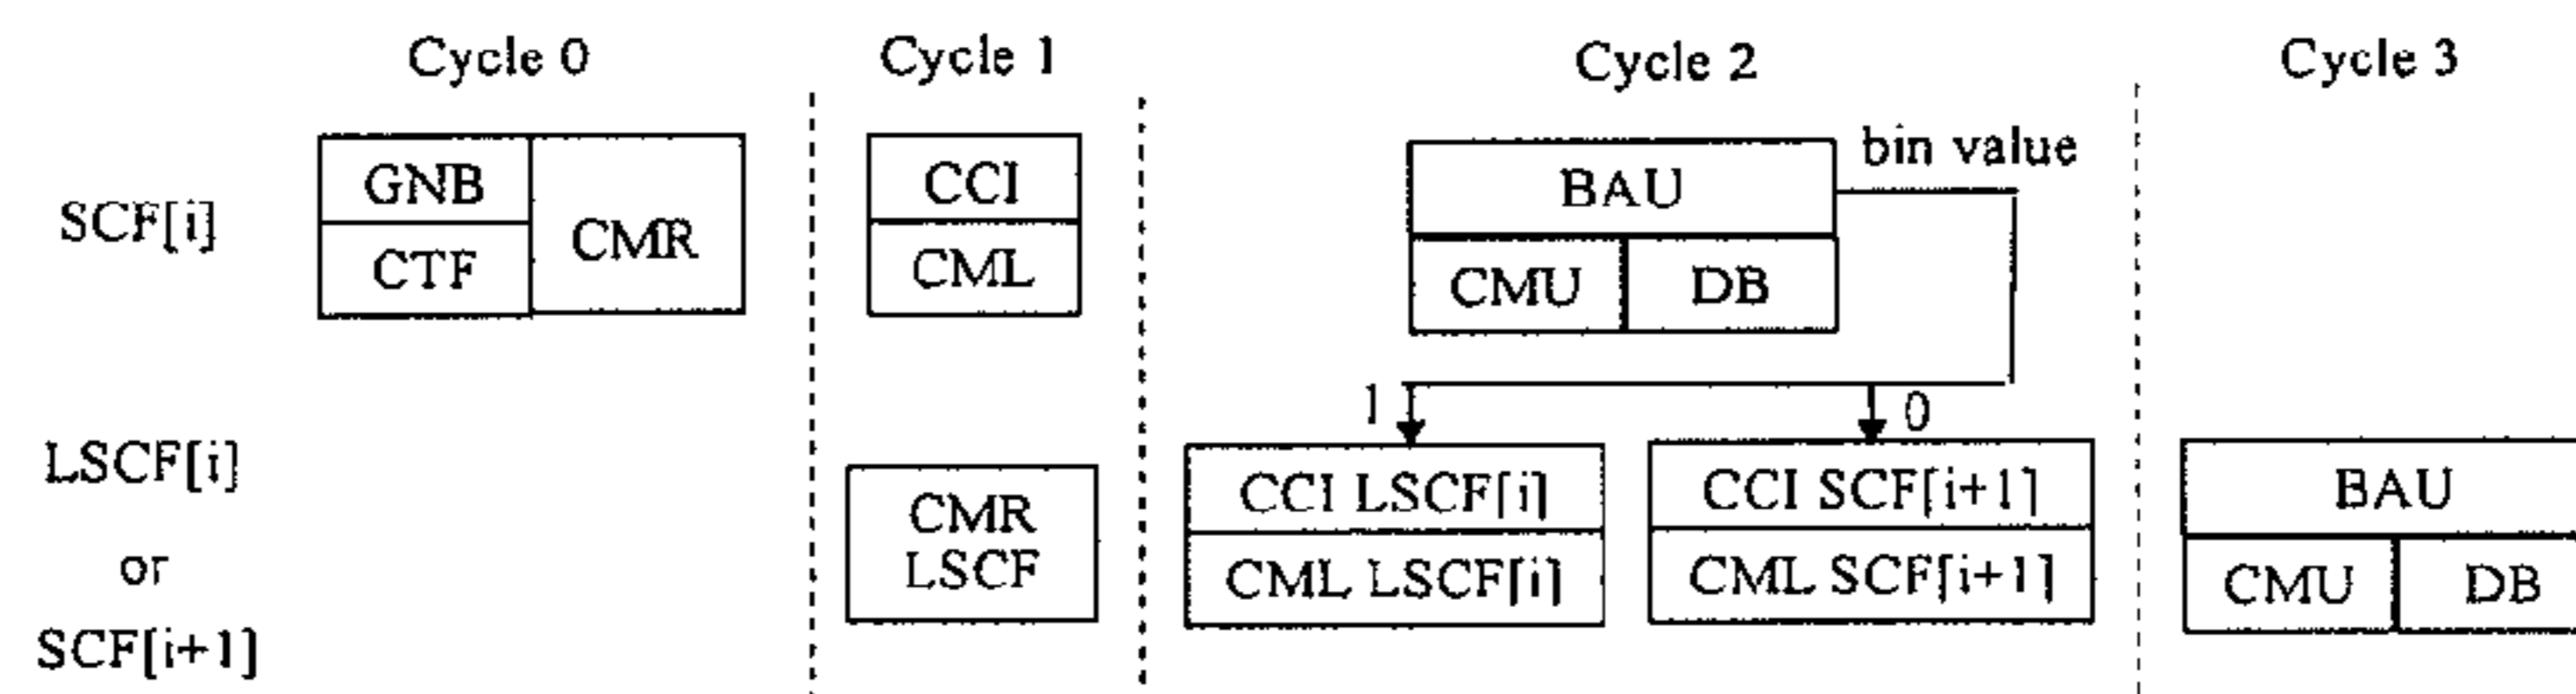 Cycle 0
Cycle 1
Cycle 2
Cycle 3
SCF[i]
GNB
CTF
CMR
CCI
CML
BAU
CMU
DB
bin value
1
0
LSCF[i]
or
SCF[i+1]
CMR
LSCF
CCI LSCF[i]
CML LSCF[i]
CCI SCF[i+1]
CML SCF[i+1]
BAU
CMU
DB